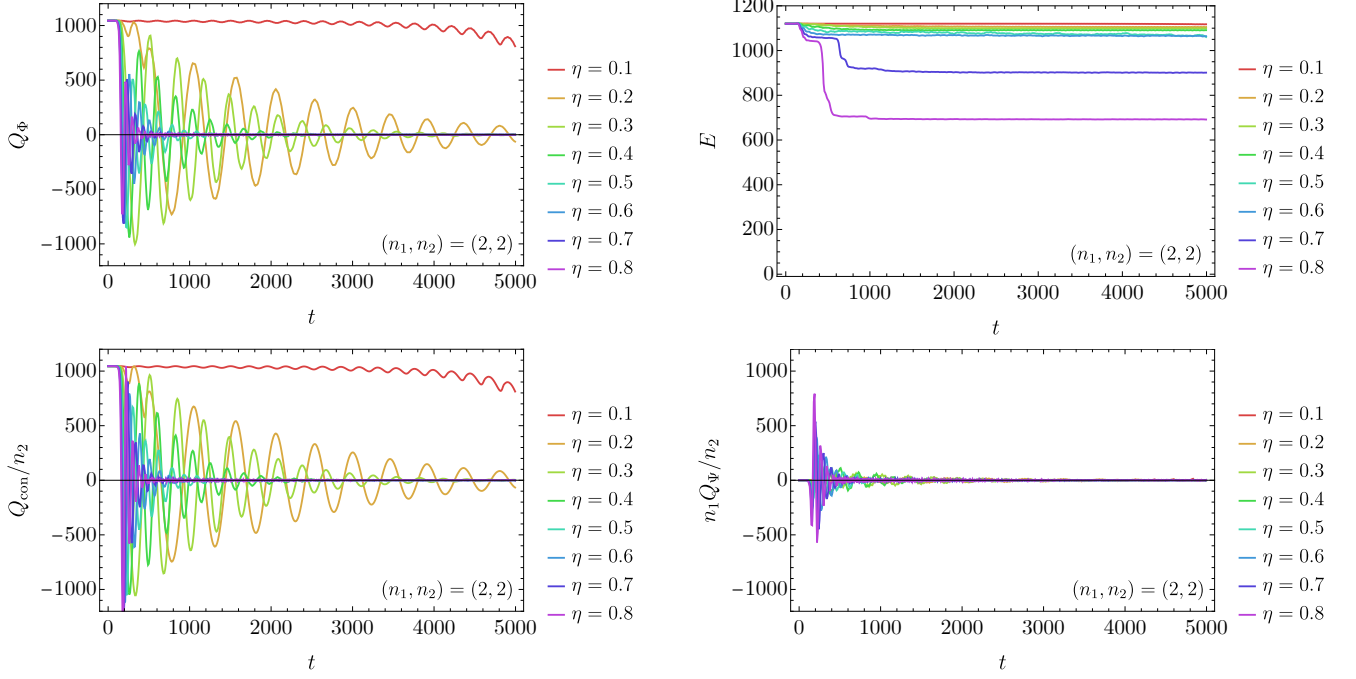 1000
500
0
−500
−1000
Q_Φ
0 1000 2000 3000 4000 5000
t
(n₁, n₂) = (2, 2)
η = 0.1
η = 0.2
η = 0.3
η = 0.4
η = 0.5
η = 0.6
η = 0.7
η = 0.8
1200
1000
800
600
400
200
0
E
0 1000 2000 3000 4000 5000
t
(n₁, n₂) = (2, 2)
η = 0.1
η = 0.2
η = 0.3
η = 0.4
η = 0.5
η = 0.6
η = 0.7
η = 0.8
1000
500
0
−500
−1000
Q_con/n₂
0 1000 2000 3000 4000 5000
t
(n₁, n₂) = (2, 2)
η = 0.1
η = 0.2
η = 0.3
η = 0.4
η = 0.5
η = 0.6
η = 0.7
η = 0.8
1000
500
0
−500
−1000
n₁Q_Ψ/n₂
0 1000 2000 3000 4000 5000
t
(n₁, n₂) = (2, 2)
η = 0.1
η = 0.2
η = 0.3
η = 0.4
η = 0.5
η = 0.6
η = 0.7
η = 0.8